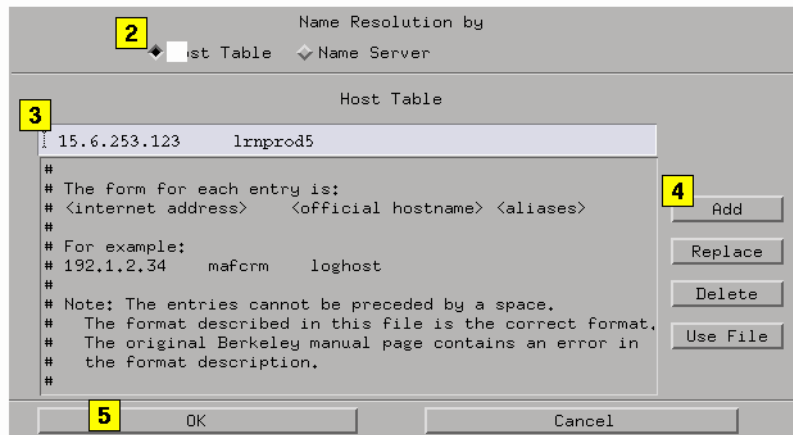 Name Resolution by
2
ost Table Name Server
Host Table
3
15.6.253.123 lrnprod5
#
# The form for each entry is:
# <internet address> <official hostname> <aliases>
#
# For example:
# 192.1.2.34 mafcrm loghost
#
# Note: The entries cannot be preceded by a space.
# The format described in this file is the correct format.
# The original Berkeley manual page contains an error in
# the format description.
#
4
Add
Replace
Delete
Use File
5
OK Cancel